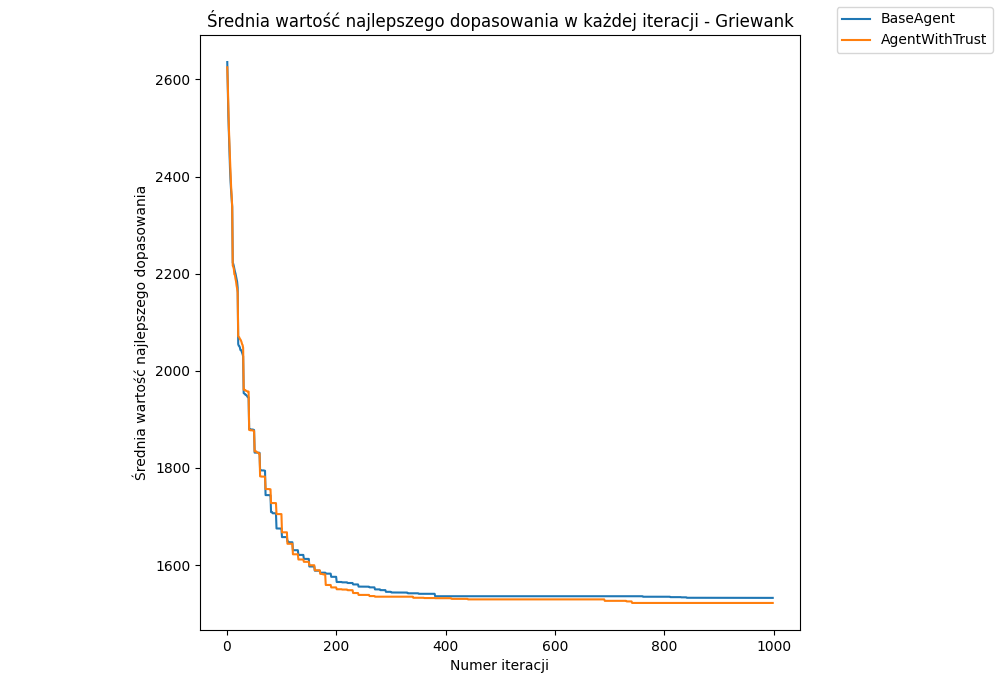 Średnia wartość najlepszego dopasowania w każdej iteracji - Griewank
BaseAgent
AgentWithTrust
Średnia wartość najlepszego dopasowania
2600
2400
2200
2000
1800
1600
0
200
400
600
800
1000
Numer iteracji